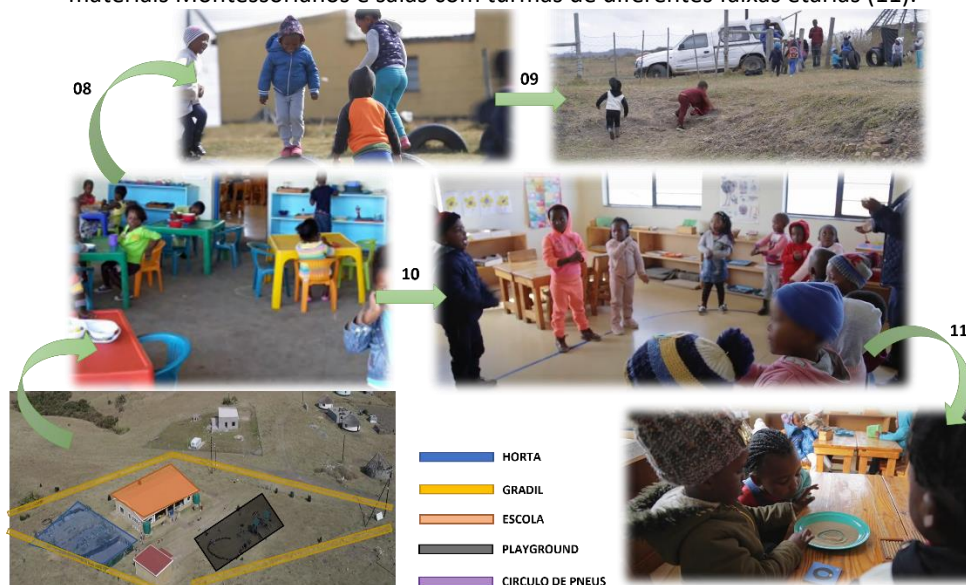 materiais Montessorianos e salas com turmas de diferentes faixas etárias (11).
08
09
10
11
HORTA
GRADIL
ESCOLA
PLAYGROUND
CIRCULO DE PNEUS